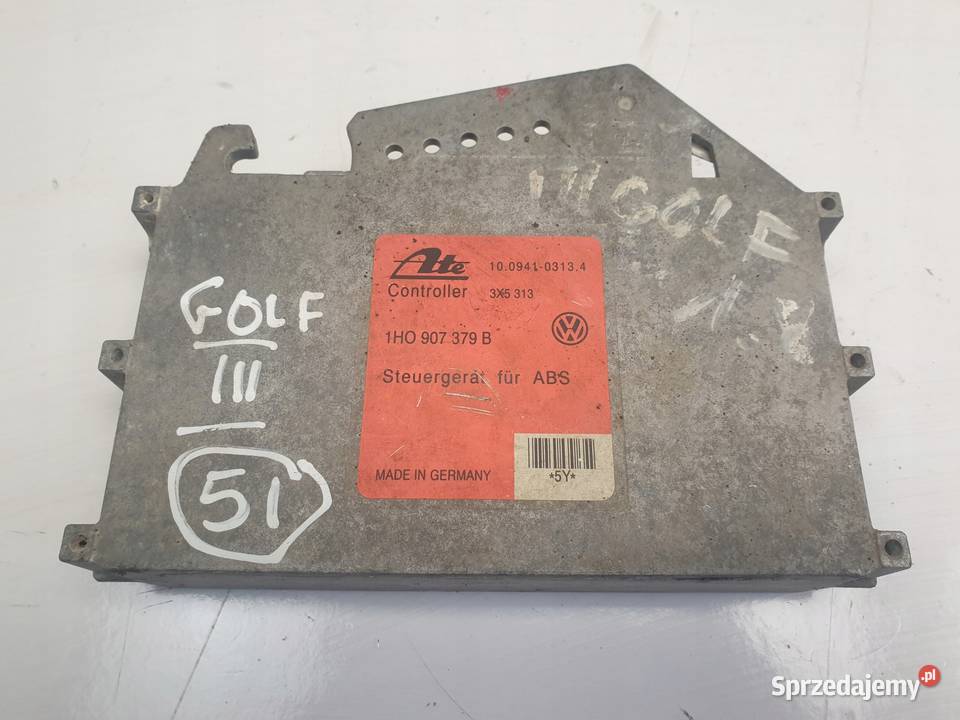 III GOLF
Ate 10.0941-0313.4
Controller 3X5 313
1HO 907 379 B
Steuergerät für ABS
MADE IN GERMANY
*5Y*
GOLF
III
51
Sprzedajemy.pl